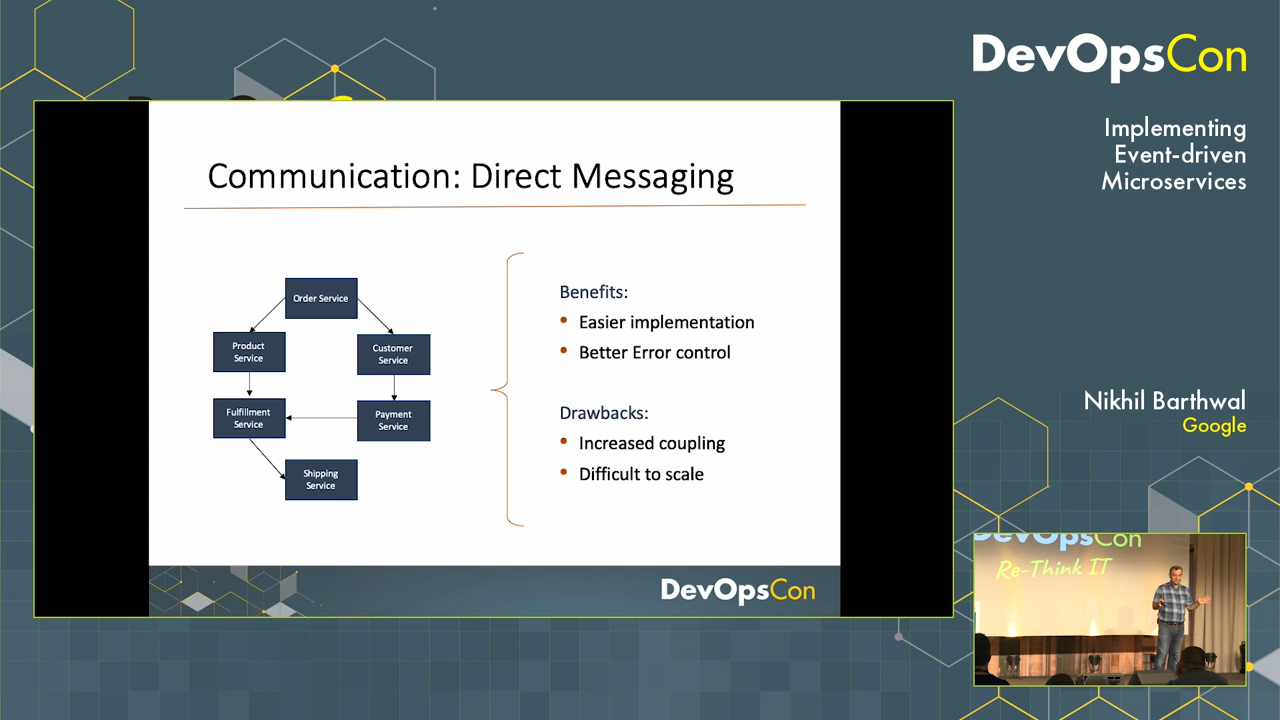 DevOpsCon
Implementing
Event-driven
Microservices
Communication: Direct Messaging
Order Service
Product
Service
Customer
Service
Fulfillment
Service
Payment
Service
Shipping
Service
Benefits:
• Easier implementation
• Better Error control
Drawbacks:
• Increased coupling
• Difficult to scale
DevOpsCon
Nikhil Barthwal
Google
DevOpsCon
Re-Think IT